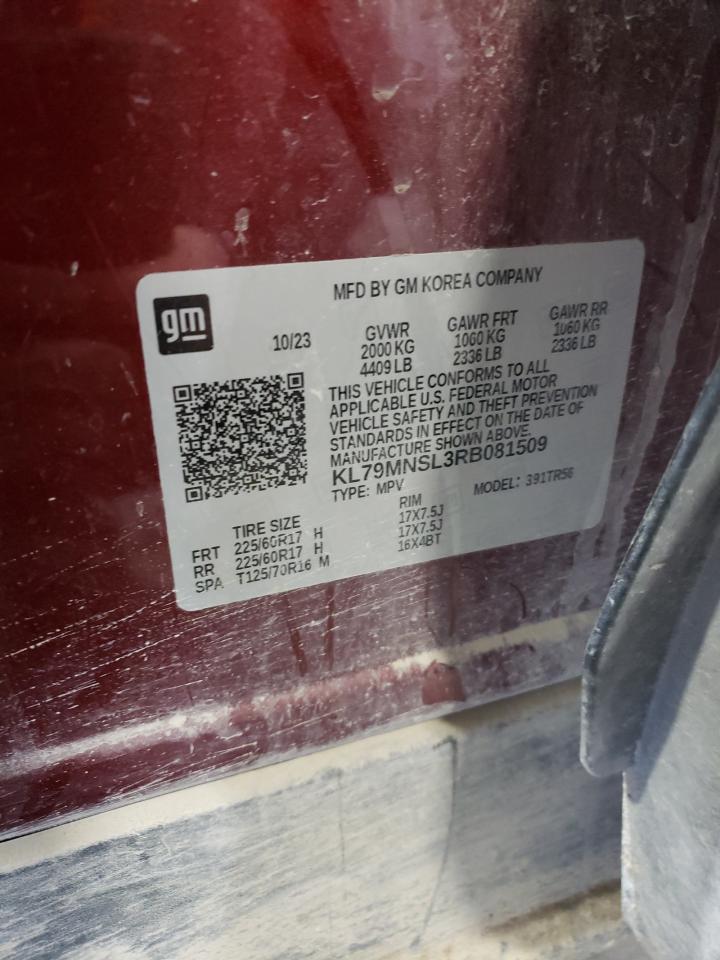 MFD BY GM KOREA COMPANY
gm
10/23
GVWR GAWR FRT GAWR RR
2000 KG 1060 KG 1060 KG
4409 LB 2336 LB 2336 LB
THIS VEHICLE CONFORMS TO ALL
APPLICABLE U.S. FEDERAL MOTOR
VEHICLE SAFETY AND THEFT PREVENTION
STANDARDS IN EFFECT ON THE DATE OF
MANUFACTURE SHOWN ABOVE.
KL79MNSL3RB081509
TYPE: MPV MODEL: 391TR56
TIRE SIZE RIM
FRT 225/60R17 H 17X7.5J
RR 225/60R17 H 17X7.5J
SPA T125/70R16 M 16X4BT